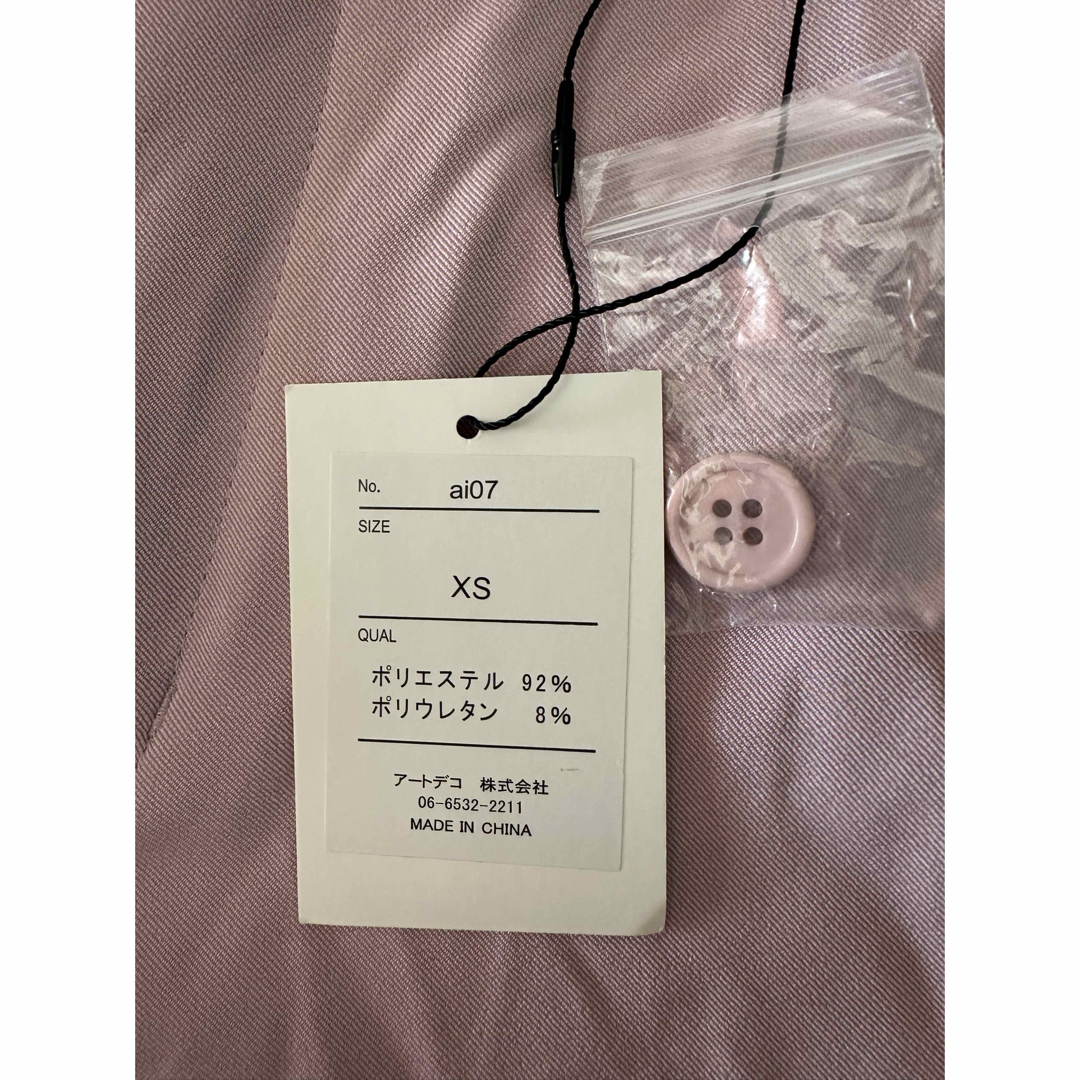 No. ai07
SIZE
XS
QUAL
ポリエステル 92%
ポリウレタン 8%
アートデコ 株式会社
06-6532-2211
MADE IN CHINA